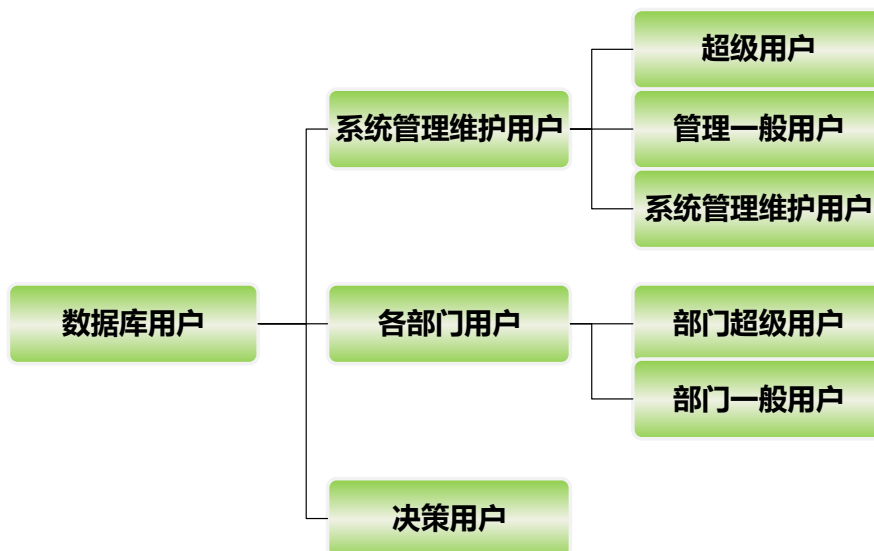 超级用户
系统管理维护用户
管理一般用户
系统管理维护用户
数据库用户
各部门用户
部门超级用户
部门一般用户
决策用户